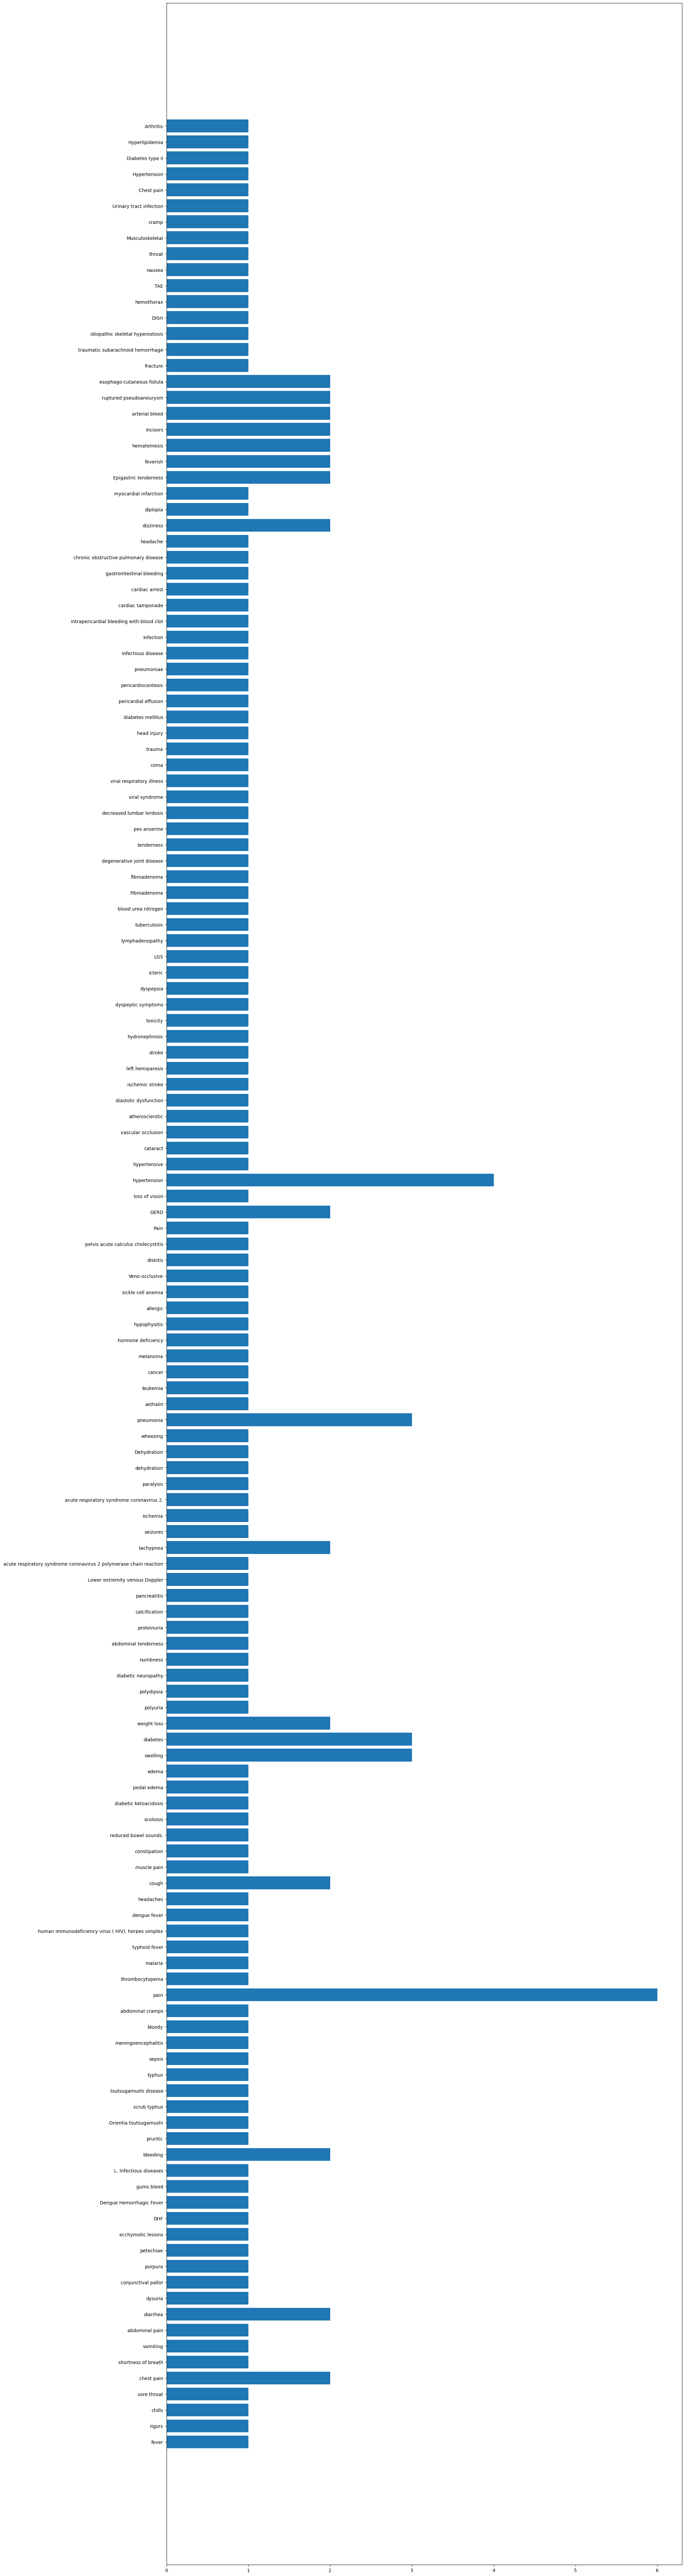 Arthritis
Hyperlipidemia
Diabetes type II
Hypertension
Chest pain
Urinary tract infection
cramp
Musculoskeletal
throat
nausea
TAE
hemothorax
DISH
idiopathic skeletal hyperostosis
traumatic subarachnoid hemorrhage
fracture
esophago-cutaneous fistula
ruptured pseudoaneurysm
arterial bleed
incisors
hematemesis
feverish
Epigastric tenderness
myocardial infarction
diplopia
dizziness
headache
chronic obstructive pulmonary disease
gastrointestinal bleeding
cardiac arrest
cardiac tamponade
intrapericardial bleeding with blood clot
infection
infectious disease
pneumoniae
pericardiocentesis
pericardial effusion
diabetes mellitus
head injury
trauma
coma
viral respiratory illness
viral syndrome
decreased lumbar lordosis
pes anserine
tenderness
degenerative joint disease
fibroadenoma
Fibroadenoma
blood urea nitrogen
tuberculosis
lymphadenopathy
LGS
icteric
dyspepsia
dyspeptic symptoms
toxicity
hydronephrosis
stroke
left hemiparesis
ischemic stroke
diastolic dysfunction
atherosclerotic
vascular occlusion
cataract
hypertensive
hypertension
loss of vision
GERD
Pain
pelvis acute calculus cholecystitis
diskitis
Veno-occlusive
sickle cell anemia
allergic
hypophysitis
hormone deficiency
melanoma
cancer
leukemia
asthalin
pneumonia
wheezing
Dehydration
dehydration
paralysis
acute respiratory syndrome coronavirus 2.
ischemia
seizures
tachypnea
acute respiratory syndrome coronavirus 2 polymerase chain reaction
Lower extremity venous Doppler
pancreatitis
calcification
proteinuria
abdominal tenderness
numbness
diabetic neuropathy
polydipsia
polyuria
weight loss
diabetes
swelling
edema
pedal edema
diabetic ketoacidosis
scoliosis
reduced bowel sounds.
constipation
muscle pain
cough
headaches
dengue fever
human immunodeficiency virus ( HIV), herpes simplex
typhoid fever
malaria
thrombocytopenia
pain
abdominal cramps
bloody
meningoencephalitis
sepsis
typhus
tsutsugamushi disease
scrub typhus
Orientia tsutsugamushi
pruritic
bleeding
L. Infectious diseases
gums bleed
Dengue Hemorrhagic Fever
DHF
ecchymotic lesions
petechiae
purpura
conjunctival pallor
dysuria
diarrhea
abdominal pain
vomiting
shortness of breath
chest pain
sore throat
chills
rigors
fever
0 1 2 3 4 5 6